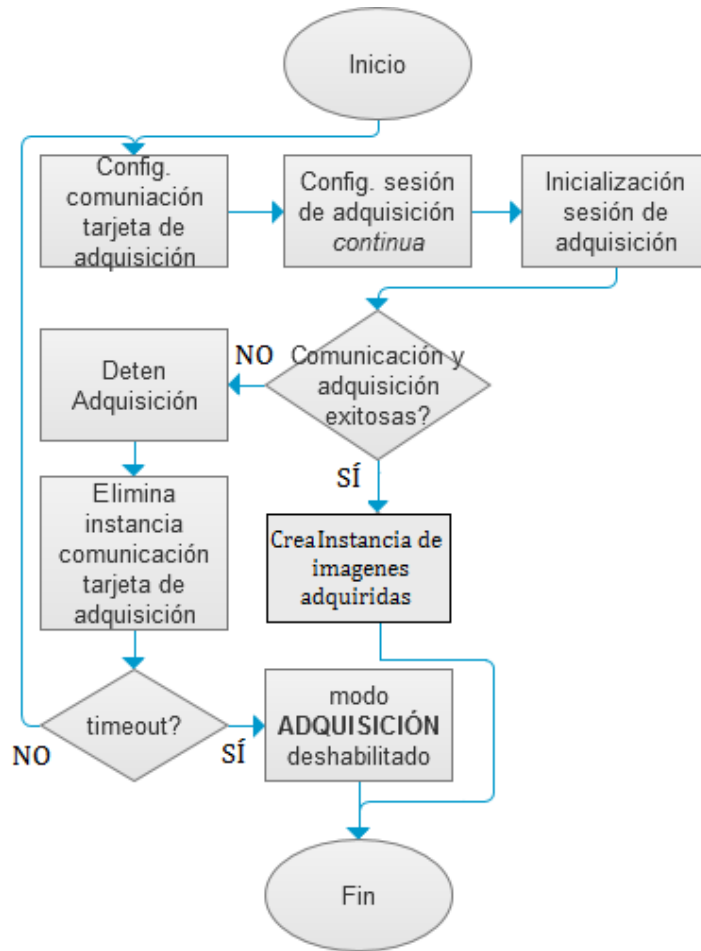 Inicio
Config.
comuniación
tarjeta de
adquisición
Config. sesión
de adquisición
continua
Inicialización
sesión de
adquisición
Comunicación y
adquisición
exitosas?
NO
Deten
Adquisición
SÍ
Elimina
instancia
comunicación
tarjeta de
adquisición
CreaInstancia de
imagenes
adquiridas
timeout?
NO
SÍ
modo
ADQUISICIÓN
deshabilitado
Fin